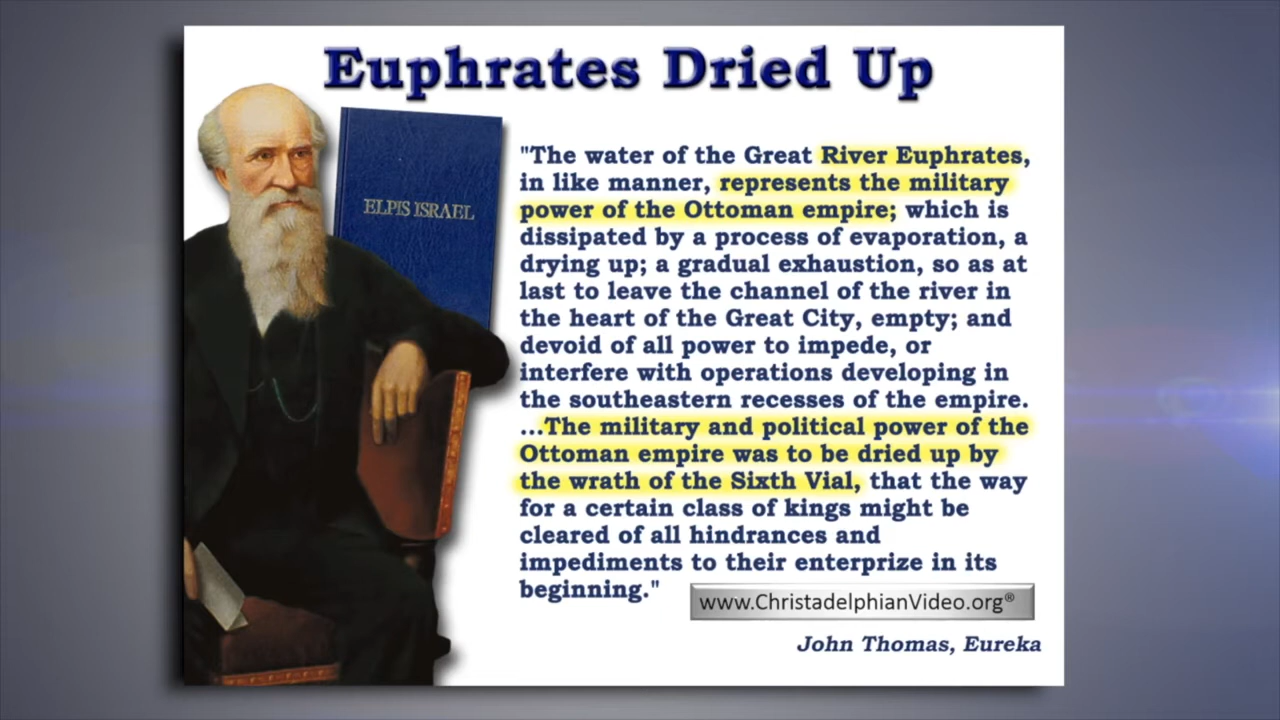 Euphrates Dried Up
ELPIS ISRAEL
"The water of the Great River Euphrates,
in like manner, represents the military
power of the Ottoman empire; which is
dissipated by a process of evaporation, a
drying up; a gradual exhaustion, so as at
last to leave the channel of the river in
the heart of the Great City, empty; and
devoid of all power to impede, or
interfere with operations developing in
the southeastern recesses of the empire.
...The military and political power of the
Ottoman empire was to be dried up by
the wrath of the Sixth Vial, that the way
for a certain class of kings might be
cleared of all hindrances and
impediments to their enterprize in its
beginning."
www.ChristadelphianVideo.org®
John Thomas, Eureka